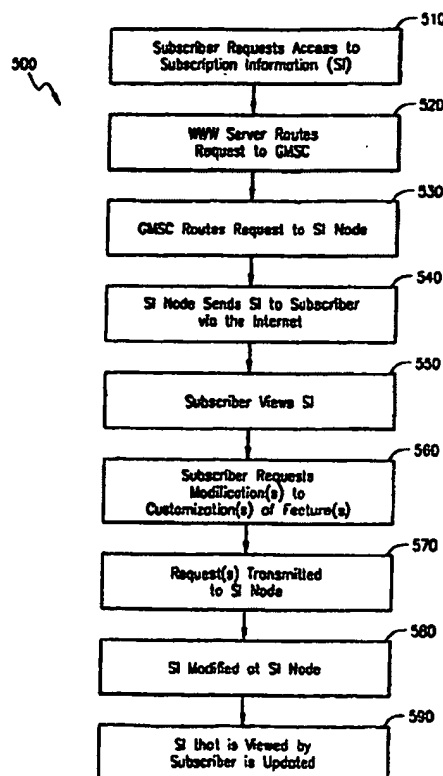 500
510
Subscriber Requests Access to
Subscription Information (SI)
520
WWW Server Routes
Request to GMSC
530
GMSC Routes Request to SI Node
540
SI Node Sends SI to Subscriber
via the Internet
550
Subscriber Views SI
560
Subscriber Requests
Modification(s) to
Customization(s) of Feature(s)
570
Request(s) Transmitted
to SI Node
580
SI Modified at SI Node
590
SI that is Viewed by
Subscriber is Updated